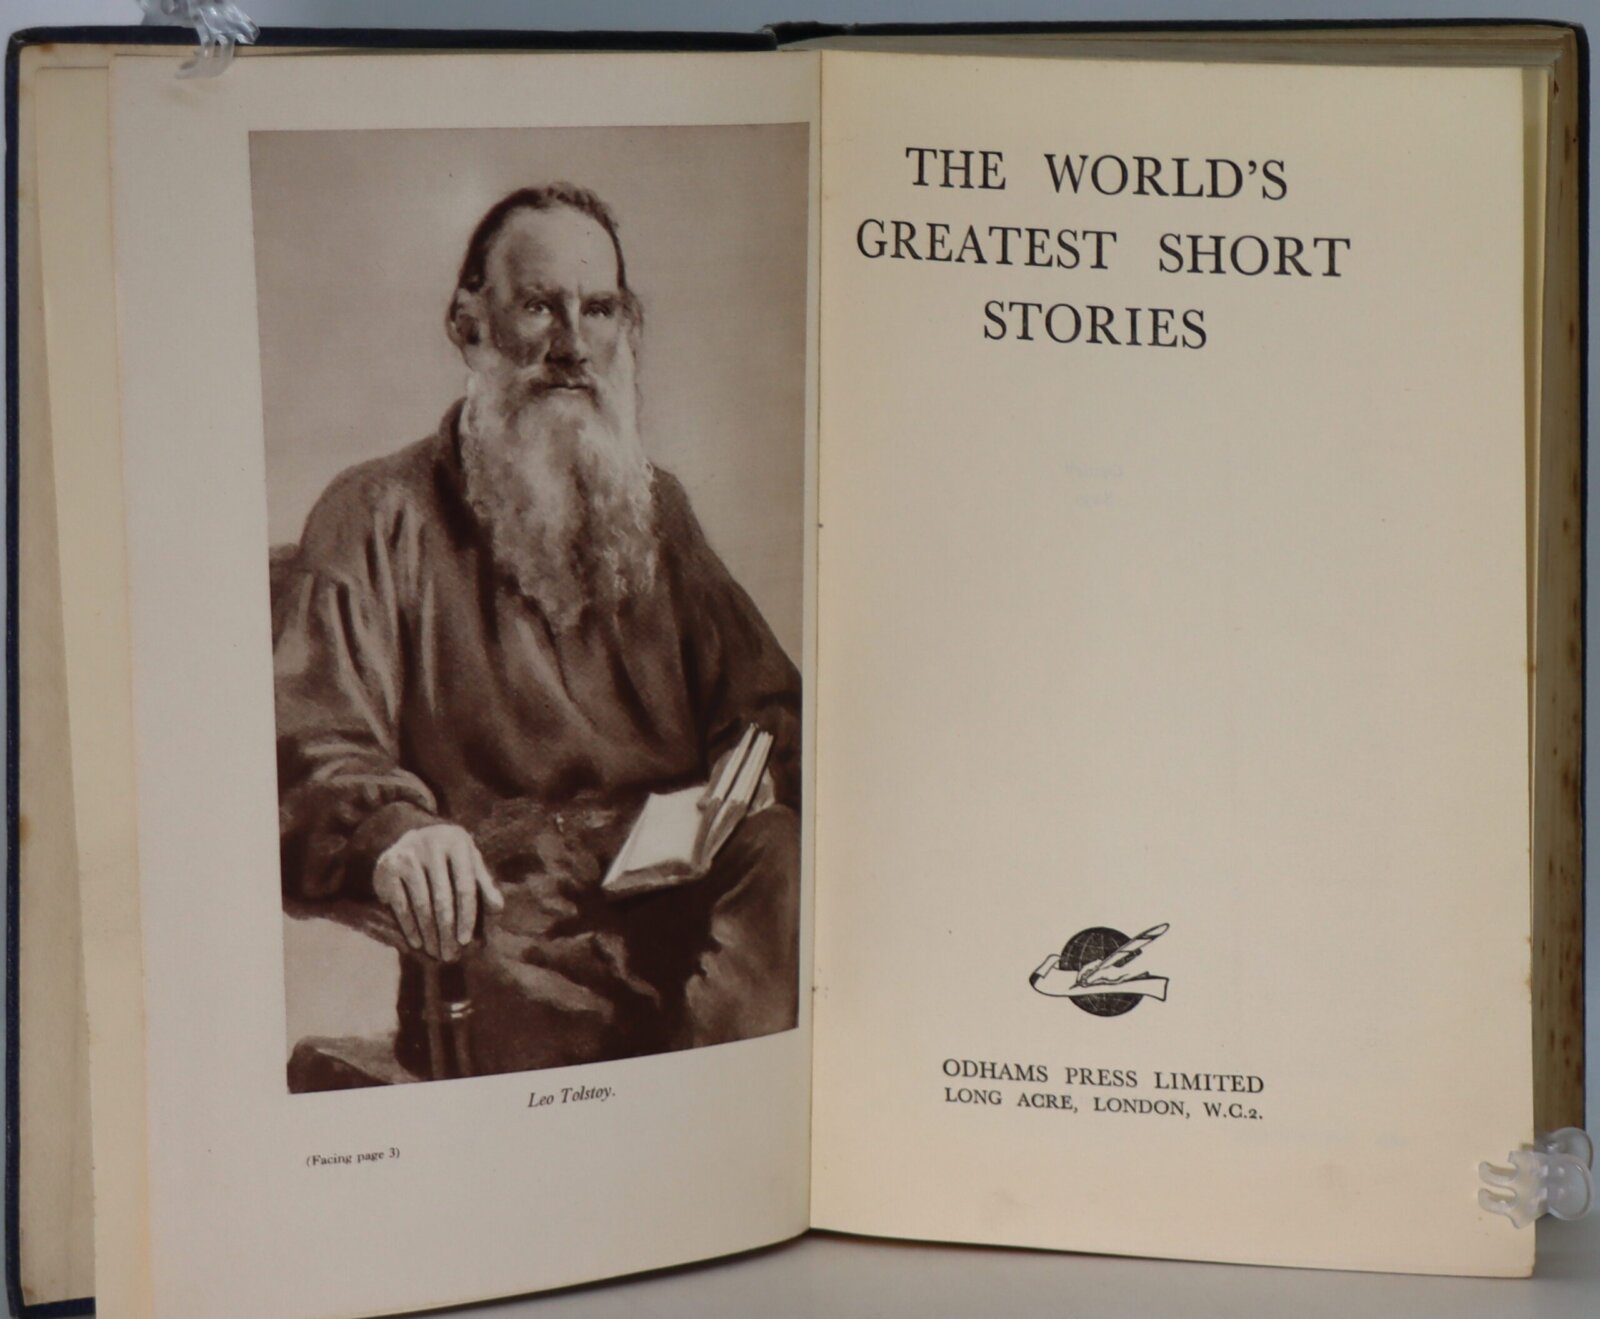 Leo Tolstoy.
(Facing page 3)
THE WORLD'S
GREATEST SHORT
STORIES
ODHAMS PRESS LIMITED
LONG ACRE, LONDON, W.C.2.